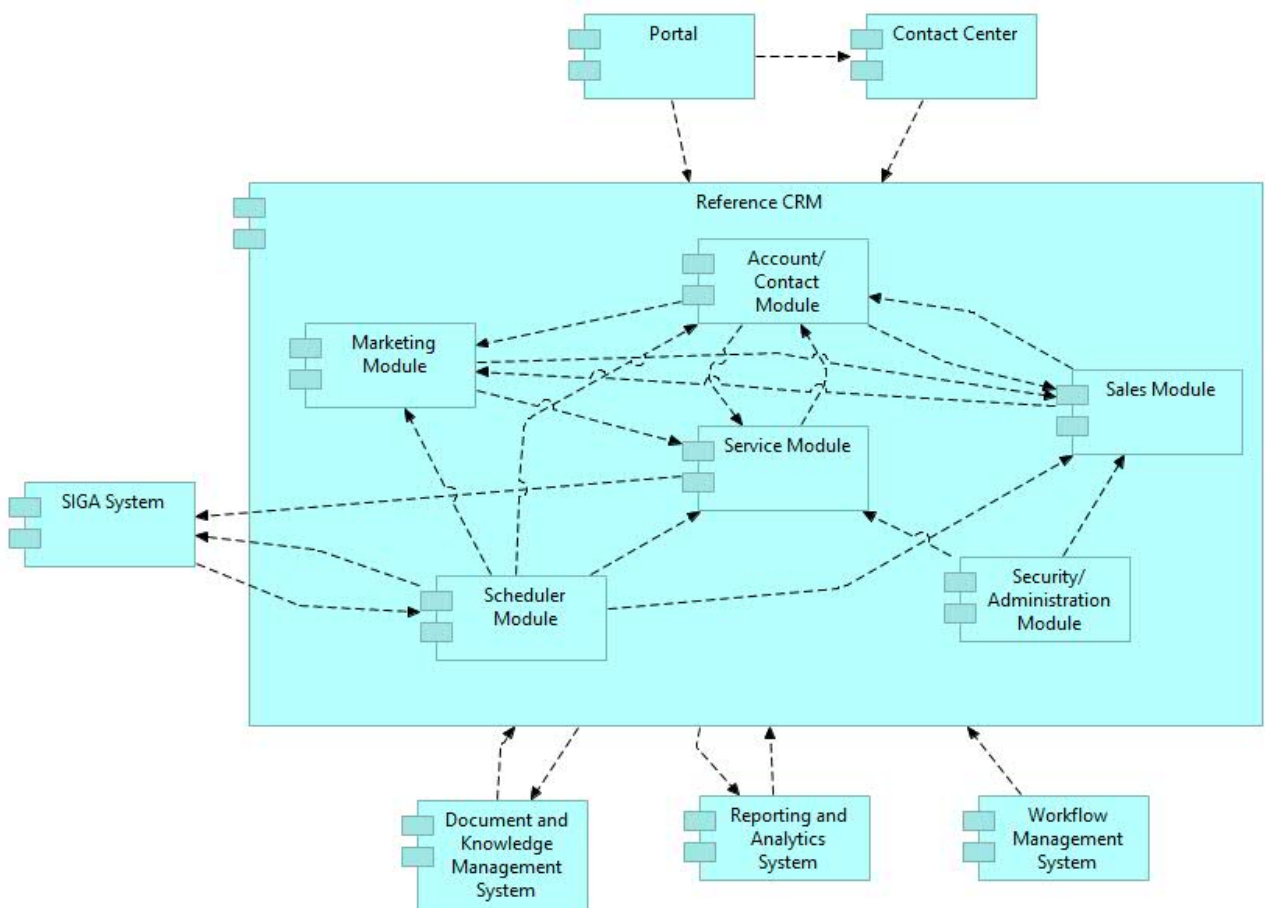 Portal
Contact Center
Reference CRM
Account/
Contact
Module
Marketing
Module
Sales Module
Service Module
SIGA System
Scheduler
Module
Security/
Administration
Module
Document and
Knowledge
Management
System
Reporting and
Analytics
System
Workflow
Management
System